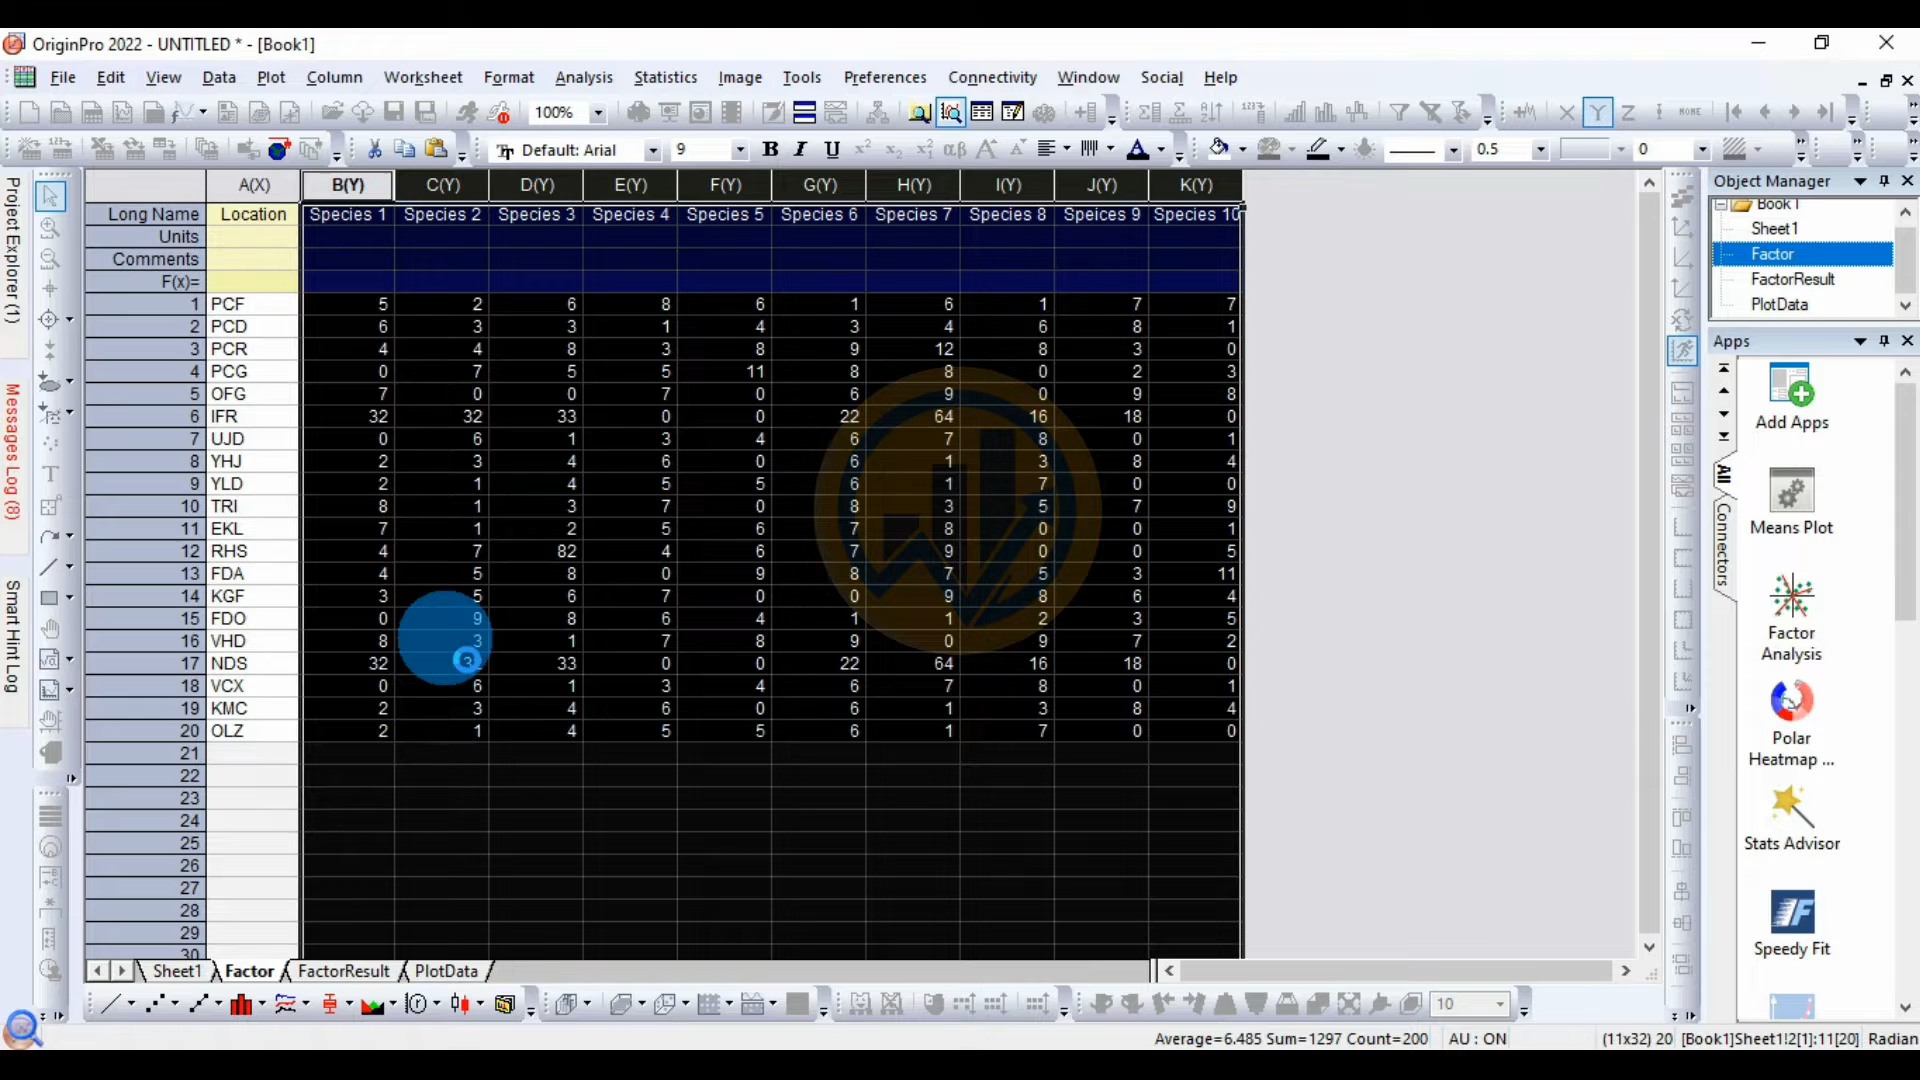 OriginPro 2022 - UNTITLED * - [Book1]
File Edit View Data Plot Column Worksheet Format Analysis Statistics Image Tools Preferences Connectivity Window Social Help
100%
Default: Arial 9 B I U 0.5 0
A(X) B(Y) C(Y) D(Y) E(Y) F(Y) G(Y) H(Y) I(Y) J(Y) K(Y)
Long Name Location Species 1 Species 2 Species 3 Species 4 Species 5 Species 6 Species 7 Species 8 Speices 9 Species 10
Units
Comments
F(x)=
1 PCF 5 2 6 8 6 1 6 1 7 7
2 PCD 6 3 3 1 4 3 4 6 8 1
3 PCR 4 4 8 3 8 9 12 8 3 0
4 PCG 0 7 5 5 11 8 8 0 2 3
5 OFG 7 0 0 7 0 6 9 0 9 8
6 IFR 32 32 33 0 0 22 64 16 18 0
7 UJD 0 6 1 3 4 6 7 8 0 1
8 YHJ 2 3 4 6 0 6 1 3 8 4
9 YLD 2 1 4 5 5 6 1 7 0 0
10 TRI 8 1 3 7 0 8 3 5 7 9
11 EKL 7 1 2 5 6 7 8 0 0 1
12 RHS 4 7 82 4 6 7 9 0 0 5
13 FDA 4 5 8 0 9 8 7 5 3 11
14 KGF 3 5 6 7 0 0 9 8 6 4
15 FDO 0 9 8 6 4 1 1 2 3 5
16 VHD 8 3 1 7 8 9 0 9 7 2
17 NDS 32 33 0 0 22 64 16 18 0
18 VCX 0 6 1 3 4 6 7 8 0 1
19 KMC 2 3 4 6 0 6 1 3 8 4
20 OLZ 2 1 4 5 5 6 1 7 0 0
21
22
23
24
25
26
27
28
29
30
Sheet1 Factor FactorResult PlotData
10
Average=6.485 Sum=1297 Count=200 AU : ON (11x32) 20 [Book1]Sheet1!2[1]:11[20] Radian
Project Explorer (1)
Messages Log (8)
Smart Hint Log
Object Manager
Book1
Sheet1
Factor
FactorResult
PlotData
Apps
All
Connectors
Add Apps
Means Plot
Factor
Analysis
Polar
Heatmap ...
Stats Advisor
Speedy Fit